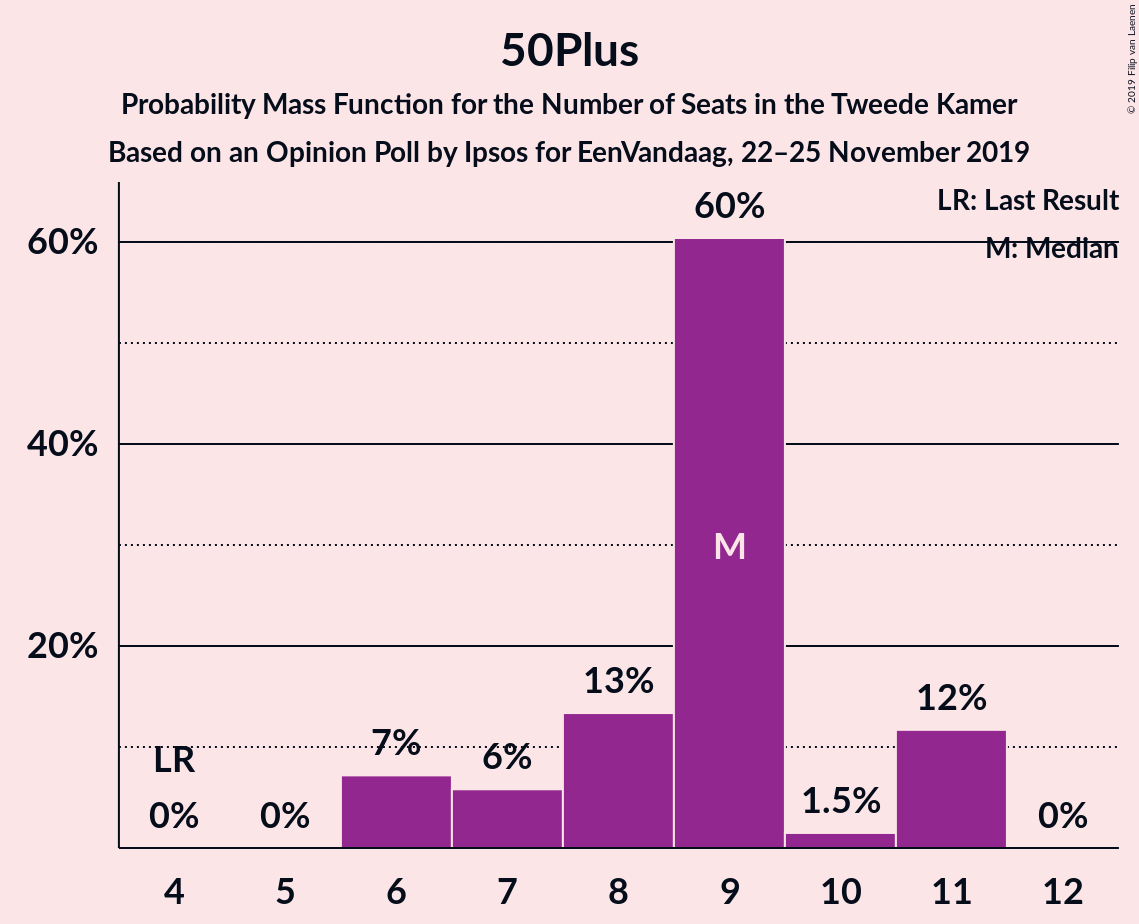 50Plus
Probability Mass Function for the Number of Seats in the Tweede Kamer
Based on an Opinion Poll by Ipsos for EenVandaag, 22–25 November 2019
© 2019 Filip van Laenen
LR: Last Result
M: Median
60%
40%
20%
LR
0%
0%
7%
6%
13%
60%
M
1.5%
12%
0%
4 5 6 7 8 9 10 11 12